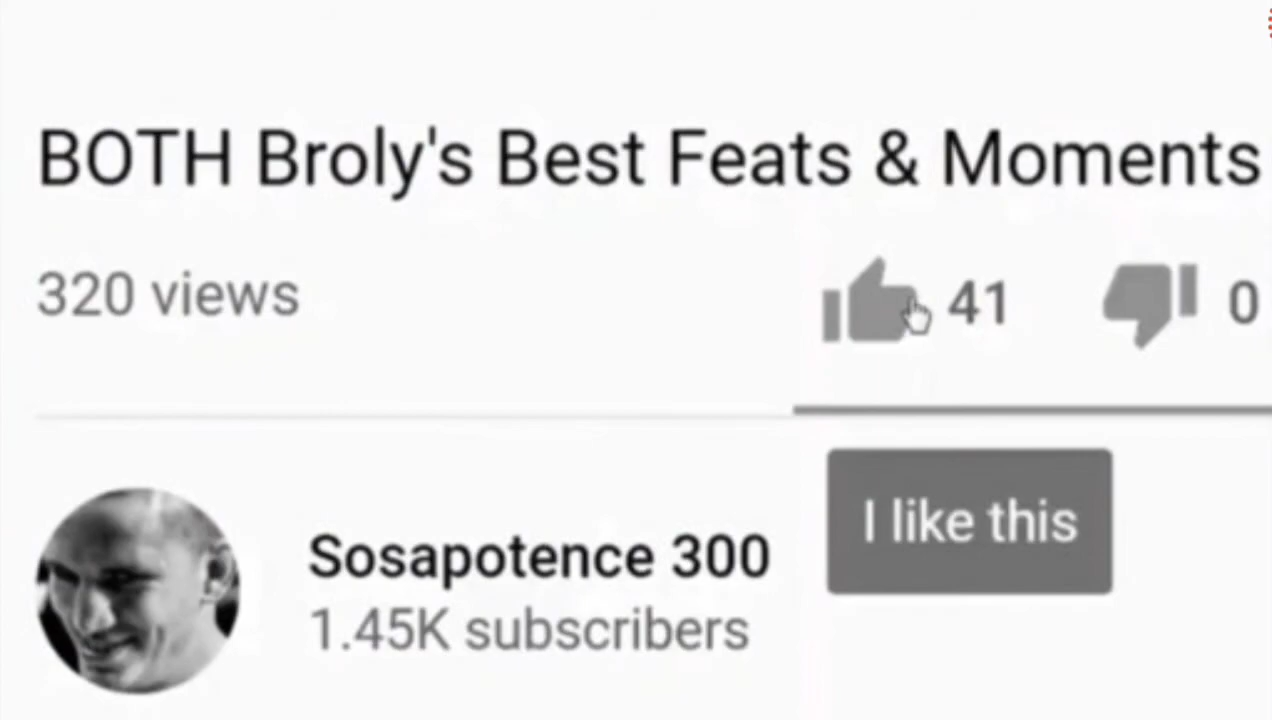 BOTH Broly's Best Feats & Moments
320 views
41
0
I like this
Sosapotence 300
1.45K subscribers